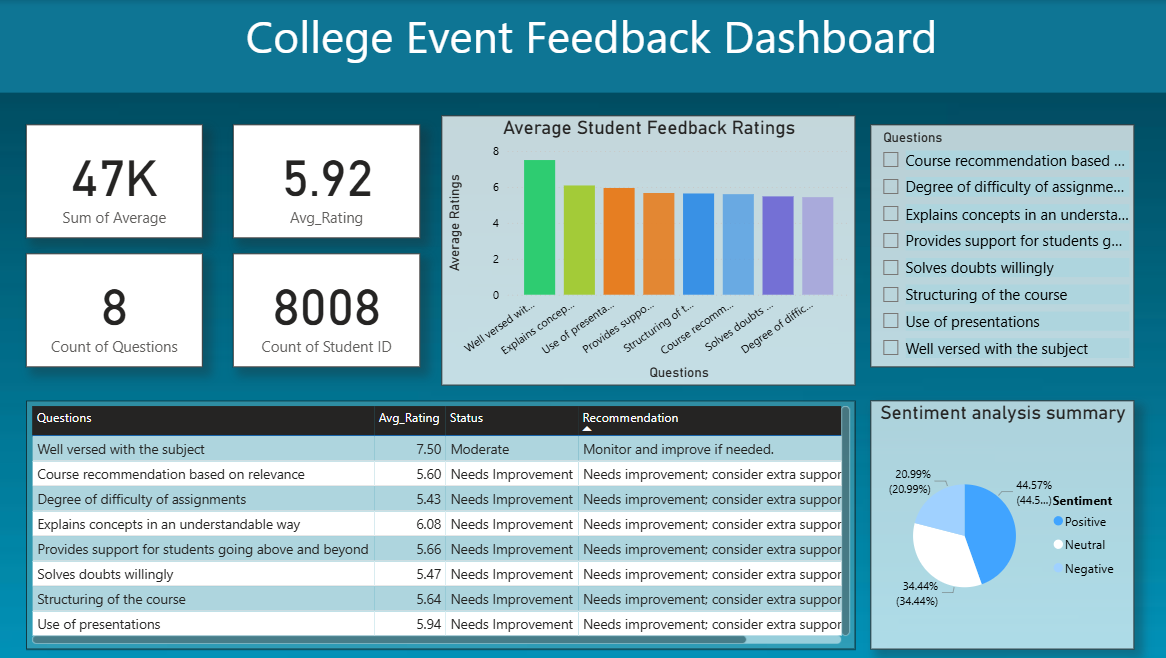 College Event Feedback Dashboard
47K
Sum of Average
5.92
Avg_Rating
8
Count of Questions
8008
Count of Student ID
Average Student Feedback Ratings
Average Ratings
8
6
4
2
0
Well versed wit...
Explains concep...
Use of presenta...
Provides suppo...
Structuring of t...
Course recomm...
Solves doubts ...
Degree of diffic...
Questions
Questions
Course recommendation based ...
Degree of difficulty of assignme...
Explains concepts in an understa...
Provides support for students g...
Solves doubts willingly
Structuring of the course
Use of presentations
Well versed with the subject
Questions Avg_Rating Status Recommendation
Well versed with the subject 7.50 Moderate Monitor and improve if needed.
Course recommendation based on relevance 5.60 Needs Improvement Needs improvement; consider extra suppor
Degree of difficulty of assignments 5.43 Needs Improvement Needs improvement; consider extra suppor
Explains concepts in an understandable way 6.08 Needs Improvement Needs improvement; consider extra suppor
Provides support for students going above and beyond 5.66 Needs Improvement Needs improvement; consider extra suppor
Solves doubts willingly 5.47 Needs Improvement Needs improvement; consider extra suppor
Structuring of the course 5.64 Needs Improvement Needs improvement; consider extra suppor
Use of presentations 5.94 Needs Improvement Needs improvement; consider extra suppor
Sentiment analysis summary
20.99%
(20.99%)
44.57%
(44.5...)
34.44%
(34.44%)
Sentiment
Positive
Neutral
Negative